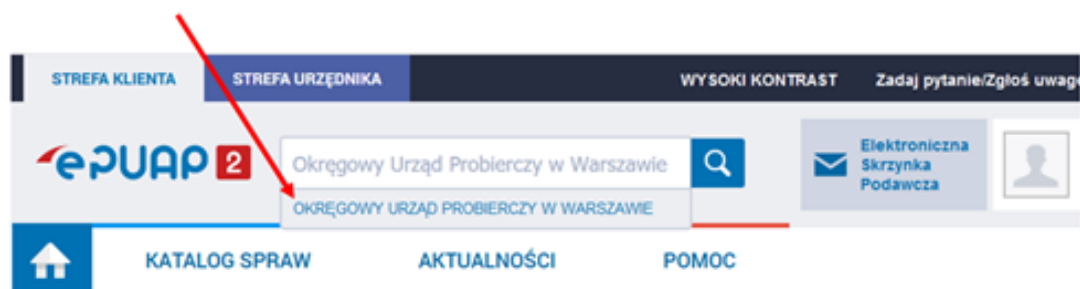 STREFA KLIENTA STREFA URZĘDNIKA WYSOKI KONTRAST Zadaj pytanie/Zgłoś uwagę
ePUAP 2
Okręgowy Urząd Probierczy w Warszawie
OKRĘGOWY URZĄD PROBIERCZY W WARSZAWIE
Elektroniczna
Skrzynka
Podawcza
KATALOG SPRAW AKTUALNOŚCI POMOC